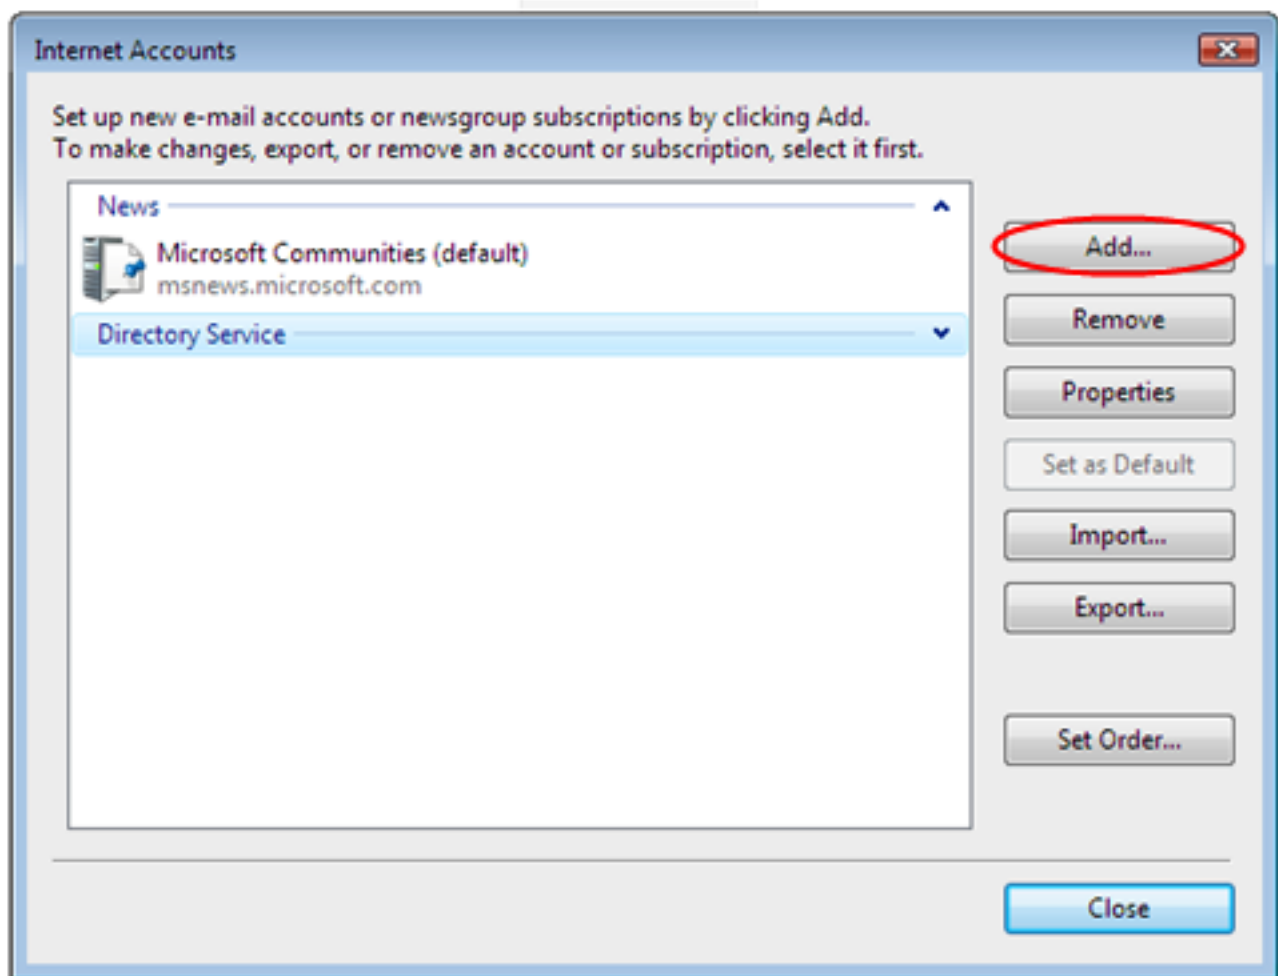 Internet Accounts
Set up new e-mail accounts or newsgroup subscriptions by clicking Add.
To make changes, export, or remove an account or subscription, select it first.
News
Microsoft Communities (default)
msnews.microsoft.com
Directory Service
Add...
Remove
Properties
Set as Default
Import...
Export...
Set Order...
Close